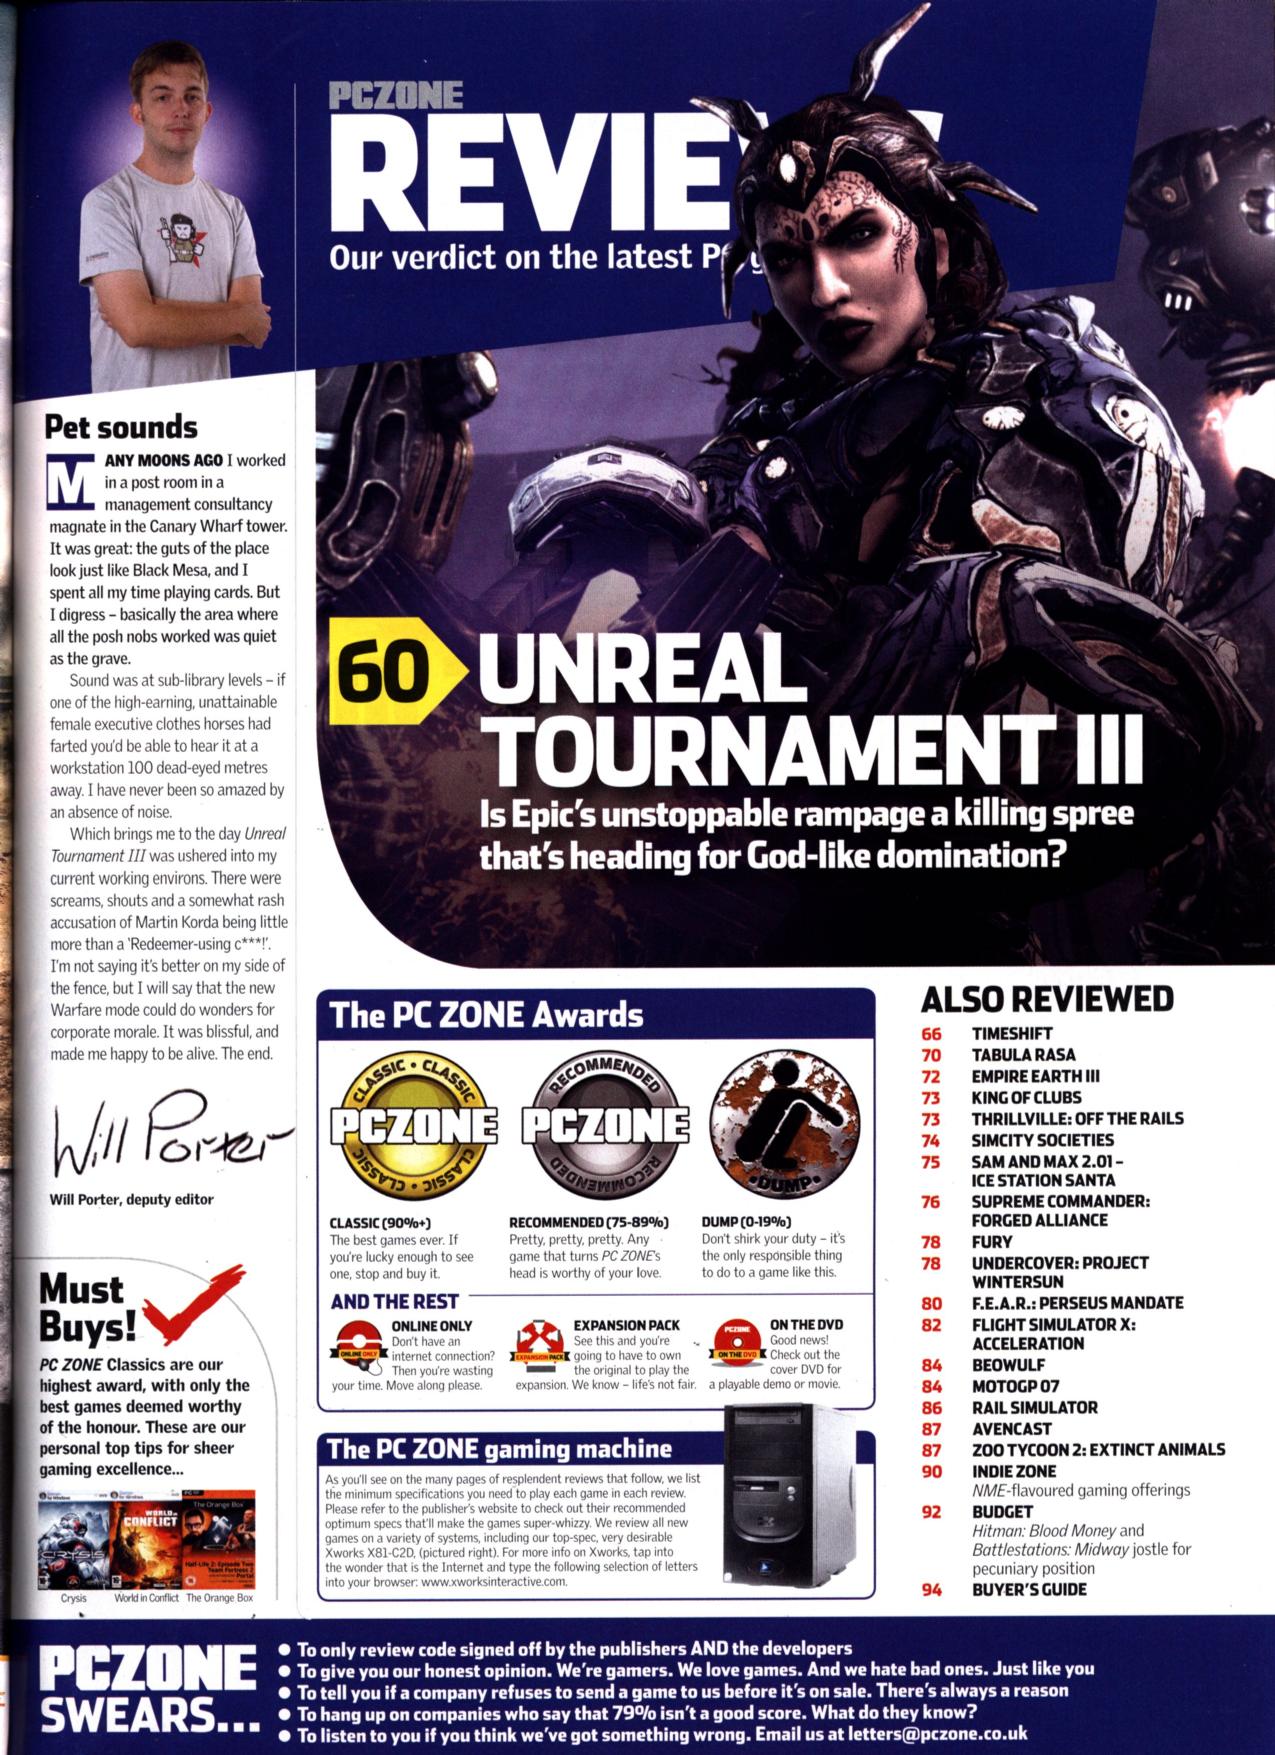 PCZONE
REVIE
Our verdict on the latest PC g
Pet sounds
MANY MOONS AGO I worked
in a post room in a
management consultancy
magnate in the Canary Wharf tower.
It was great: the guts of the place
look just like Black Mesa, and I
spent all my time playing cards. But
I digress – basically the area where
all the posh nobs worked was quiet
as the grave.
Sound was at sub-library levels – if
one of the high-earning, unattainable
female executive clothes horses had
farted you'd be able to hear it at a
workstation 100 dead-eyed metres
away. I have never been so amazed by
an absence of noise.
Which brings me to the day Unreal
Tournament III was ushered into my
current working environs. There were
screams, shouts and a somewhat rash
accusation of Martin Korda being little
more than a 'Redeemer-using c***!'.
I'm not saying it's better on my side of
the fence, but I will say that the new
Warfare mode could do wonders for
corporate morale. It was blissful, and
made me happy to be alive. The end.
Will Porter
Will Porter, deputy editor
Must
Buys!
PC ZONE Classics are our
highest award, with only the
best games deemed worthy
of the honour. These are our
personal top tips for sheer
gaming excellence...
CRYSIS
WORLD IN
CONFLICT
The Orange Box
Half-Life 2: Episode Two
Team Fortress 2
Portal
Crysis
World in Conflict
The Orange Box
60
UNREAL
TOURNAMENT III
Is Epic's unstoppable rampage a killing spree
that's heading for God-like domination?
The PC ZONE Awards
CLASSIC • CLASSIC
PCZONE
CLASSIC • CLASSIC
RECOMMENDED
PCZONE
RECOMMENDED
•DUMP•
CLASSIC (90%+)
The best games ever. If
you're lucky enough to see
one, stop and buy it.
RECOMMENDED (75-89%)
Pretty, pretty, pretty. Any
game that turns PC ZONE's
head is worthy of your love.
DUMP (0-19%)
Don't shirk your duty – it's
the only responsible thing
to do to a game like this.
AND THE REST
ONLINE ONLY
ONLINE ONLY
Don't have an
internet connection?
Then you're wasting
your time. Move along please.
EXPANSION PACK
EXPANSION PACK
See this and you're
going to have to own
the original to play the
expansion. We know – life's not fair.
PCZONE
ON THE DVD
ON THE DVD
Good news!
Check out the
cover DVD for
a playable demo or movie.
The PC ZONE gaming machine
As you'll see on the many pages of resplendent reviews that follow, we list
the minimum specifications you need to play each game in each review.
Please refer to the publisher's website to check out their recommended
optimum specs that'll make the games super-whizzy. We review all new
games on a variety of systems, including our top-spec, very desirable
Xworks X81-C2D, (pictured right). For more info on Xworks, tap into
the wonder that is the Internet and type the following selection of letters
into your browser: www.xworksinteractive.com.
ALSO REVIEWED
66 TIMESHIFT
70 TABULA RASA
72 EMPIRE EARTH III
73 KING OF CLUBS
73 THRILLVILLE: OFF THE RAILS
74 SIMCITY SOCIETIES
75 SAM AND MAX 2.01 –
ICE STATION SANTA
76 SUPREME COMMANDER:
FORGED ALLIANCE
78 FURY
78 UNDERCOVER: PROJECT
WINTERSUN
80 F.E.A.R.: PERSEUS MANDATE
82 FLIGHT SIMULATOR X:
ACCELERATION
84 BEOWULF
84 MOTOGP 07
86 RAIL SIMULATOR
87 AVENCAST
87 ZOO TYCOON 2: EXTINCT ANIMALS
90 INDIE ZONE
NME-flavoured gaming offerings
92 BUDGET
Hitman: Blood Money and
Battlestations: Midway jostle for
pecuniary position
94 BUYER'S GUIDE
PCZONE
SWEARS...
● To only review code signed off by the publishers AND the developers
● To give you our honest opinion. We're gamers. We love games. And we hate bad ones. Just like you
● To tell you if a company refuses to send a game to us before it's on sale. There's always a reason
● To hang up on companies who say that 79% isn't a good score. What do they know?
● To listen to you if you think we've got something wrong. Email us at letters@pczone.co.uk